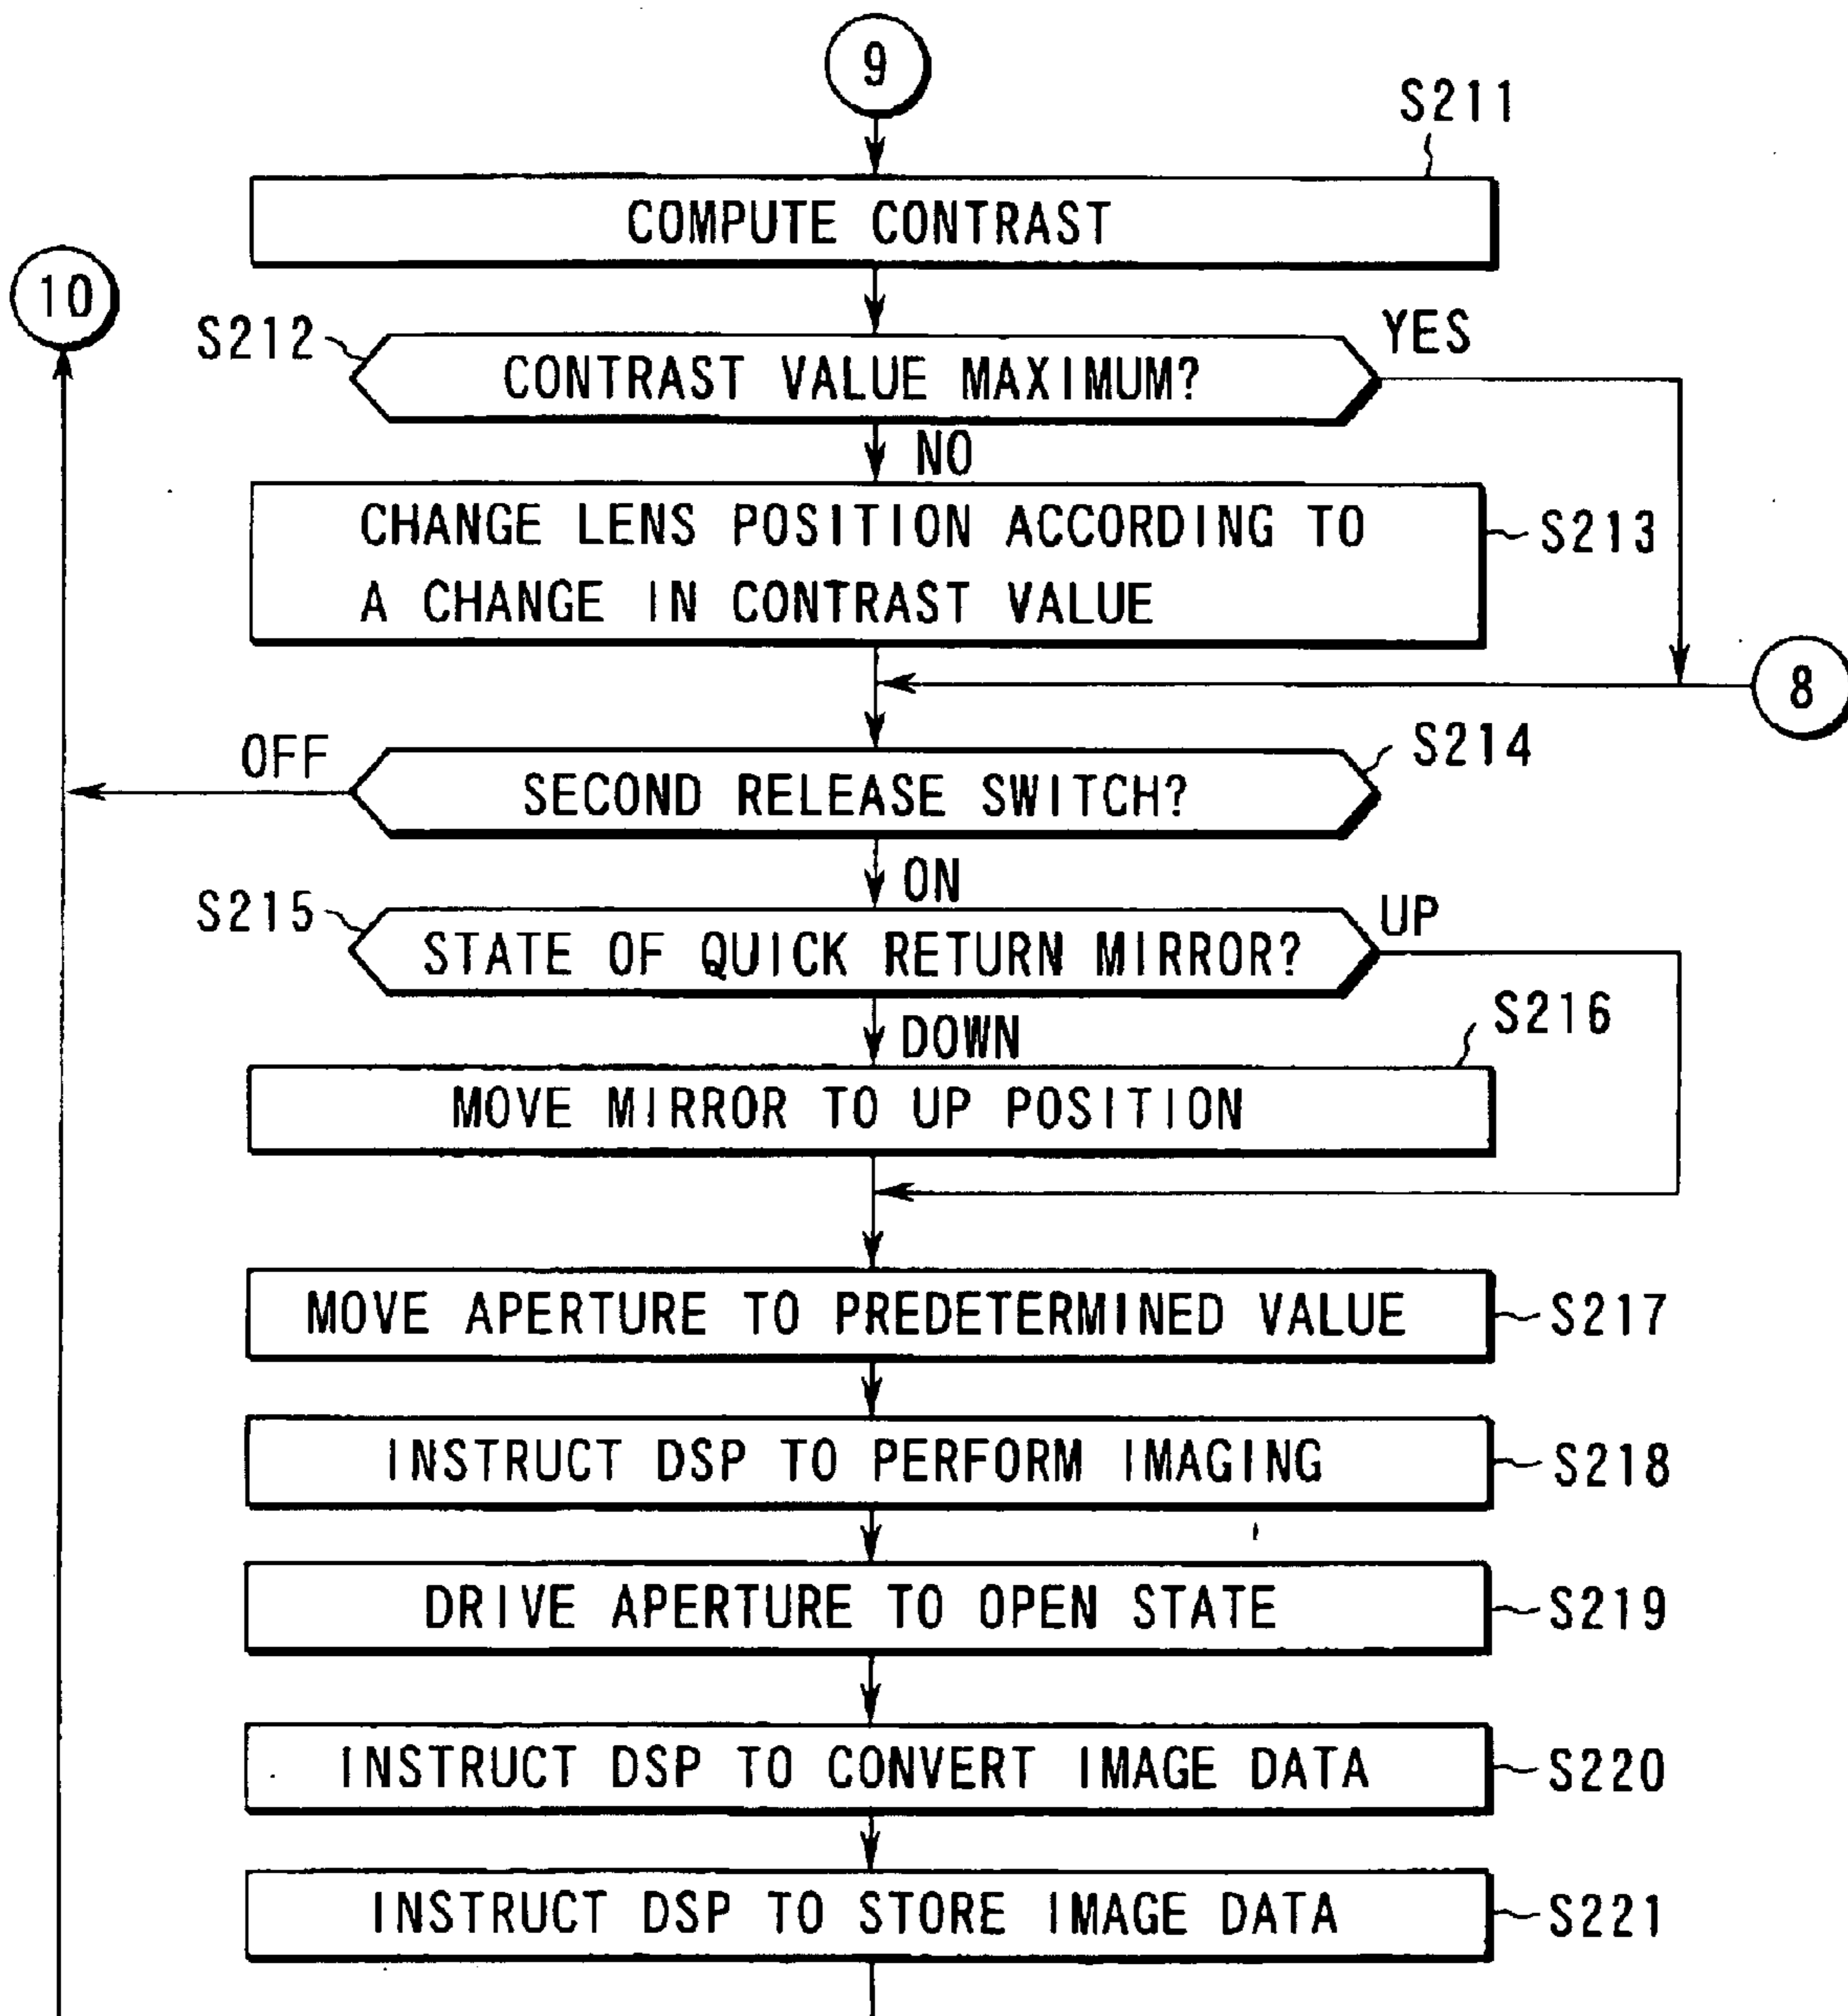 9
S211
COMPUTE CONTRAST
10
S212
CONTRAST VALUE MAXIMUM?
YES
NO
CHANGE LENS POSITION ACCORDING TO
A CHANGE IN CONTRAST VALUE
S213
8
OFF
SECOND RELEASE SWITCH?
S214
ON
S215
STATE OF QUICK RETURN MIRROR?
UP
DOWN
S216
MOVE MIRROR TO UP POSITION
MOVE APERTURE TO PREDETERMINED VALUE
S217
INSTRUCT DSP TO PERFORM IMAGING
S218
DRIVE APERTURE TO OPEN STATE
S219
INSTRUCT DSP TO CONVERT IMAGE DATA
S220
INSTRUCT DSP TO STORE IMAGE DATA
S221